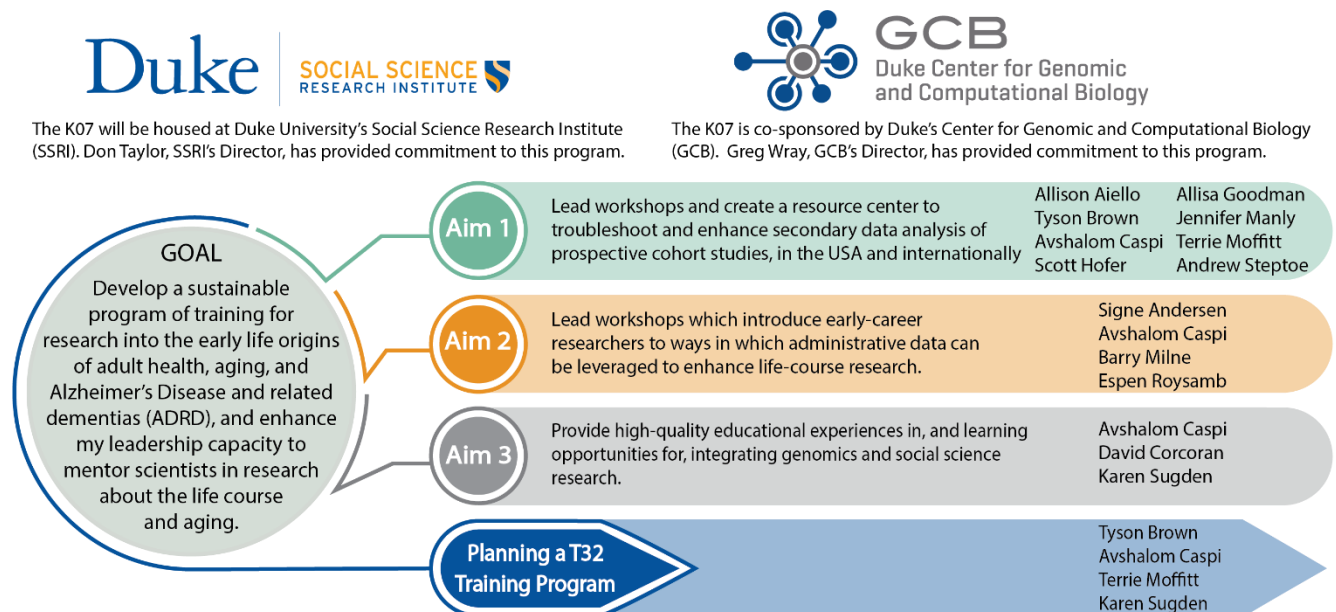 Duke
SOCIAL SCIENCE
RESEARCH INSTITUTE
GCB
Duke Center for Genomic
and Computational Biology
The K07 will be housed at Duke University's Social Science Research Institute
(SSRI). Don Taylor, SSRI's Director, has provided commitment to this program.
The K07 is co-sponsored by Duke's Center for Genomic and Computational Biology
(GCB). Greg Wray, GCB's Director, has provided commitment to this program.
GOAL
Develop a sustainable
program of training for
research into the early life origins
of adult health, aging, and
Alzheimer's Disease and related
dementias (ADRD), and enhance
my leadership capacity to
mentor scientists in research
about the life course
and aging.
Aim 1
Lead workshops and create a resource center to
troubleshoot and enhance secondary data analysis of
prospective cohort studies, in the USA and internationally
Allison Aiello
Tyson Brown
Avshalom Caspi
Scott Hofer
Allisa Goodman
Jennifer Manly
Terrie Moffitt
Andrew Steptoe
Aim 2
Lead workshops which introduce early-career
researchers to ways in which administrative data can
be leveraged to enhance life-course research.
Signe Andersen
Avshalom Caspi
Barry Milne
Espen Roysamb
Aim 3
Provide high-quality educational experiences in, and learning
opportunities for, integrating genomics and social science
research.
Avshalom Caspi
David Corcoran
Karen Sugden
Planning a T32
Training Program
Tyson Brown
Avshalom Caspi
Terrie Moffitt
Karen Sugden